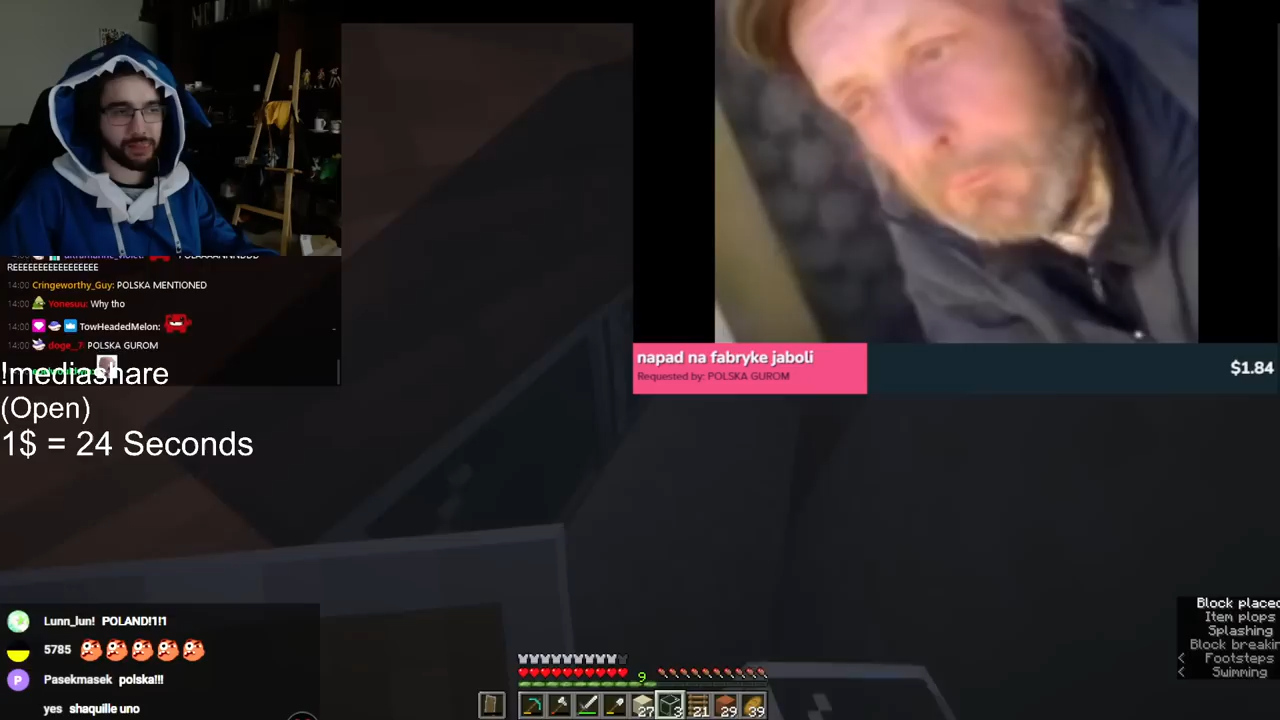 REEEEEEEEEEEEEEEEE
14:00 Cringeworthy_Guy: POLSKA MENTIONED
14:00 Yonesuu: Why tho
14:00 TowHeadedMelon:
14:00 doge_7: POLSKA GUROM
!mediashare
(Open)
1$ = 24 Seconds
napad na fabryke jaboli
Requested by: POLSKA GUROM
$1.84
Lunn_lun! POLAND!1!1
5785
Pasekmasek polska!!!
yes shaquille uno
Block placed
Item plops
Splashing
Block breaking
< Footsteps
< Swimming
9
27
3
21
29
39